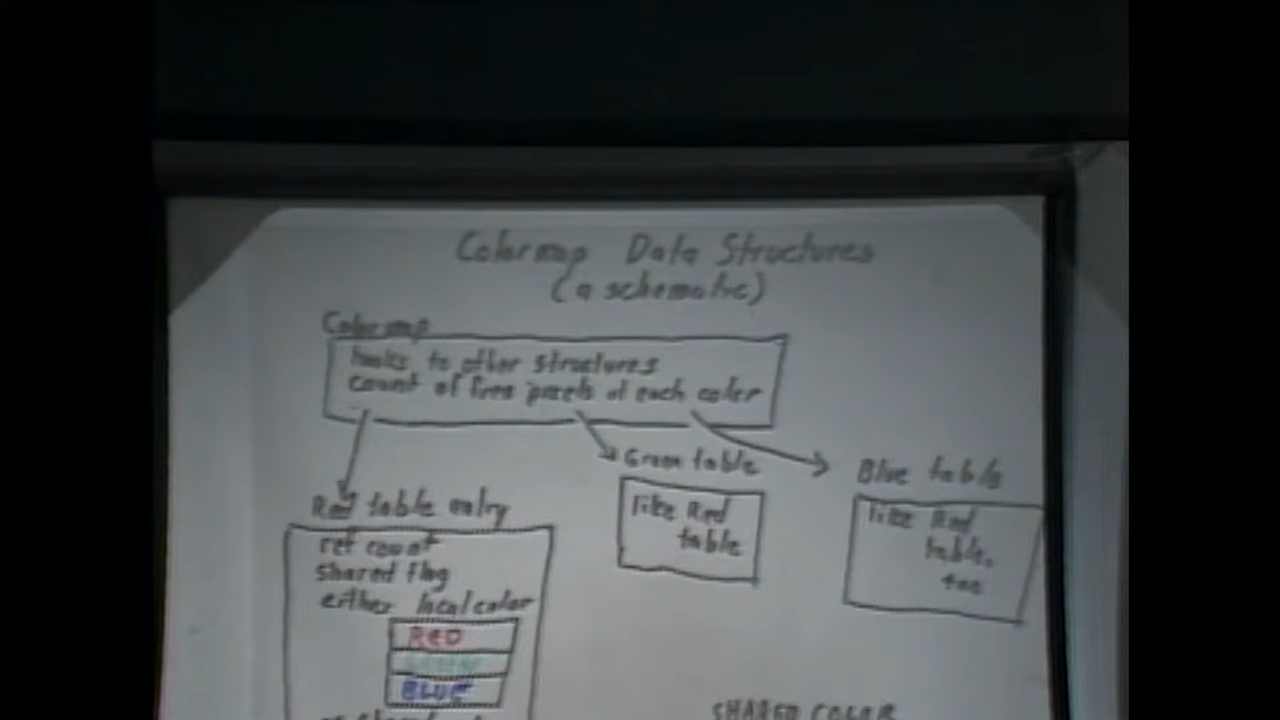 Colormap Data Structures
(a schematic)
Colormap
hooks to other structures
count of free pixels of each color
Green table
Blue table
Red table entry
like Red
table
like Red
table,
too
ref count
shared flag
either local color
RED
GREEN
BLUE
SHARED COLOR